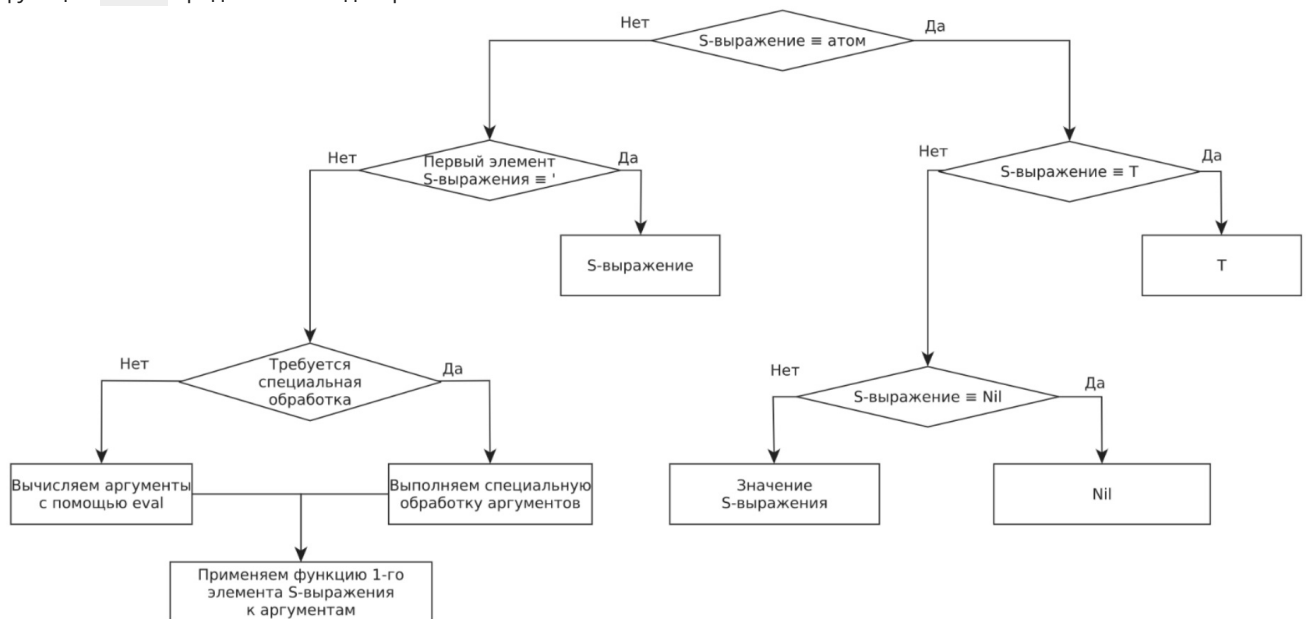 Нет
Да
S-выражение ≡ атом
Нет
Первый элемент
S-выражения ≡ '
Да
Нет
S-выражение ≡ T
Да
S-выражение
T
Нет
Требуется
специальная
обработка
Да
Нет
S-выражение ≡ Nil
Да
Вычисляем аргументы
с помощью eval
Выполняем специальную
обработку аргументов
Значение
S-выражения
Nil
Применяем функцию 1-го
элемента S-выражения
к аргументам